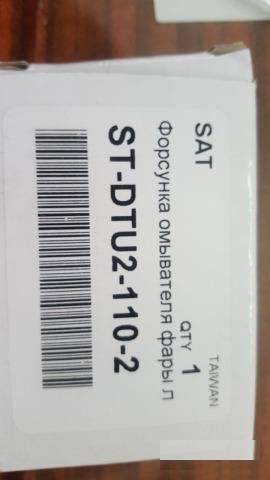 SAT
TAIWAN
Форсунка омывателя фары л
QTY 1
ST-DTU2-110-2